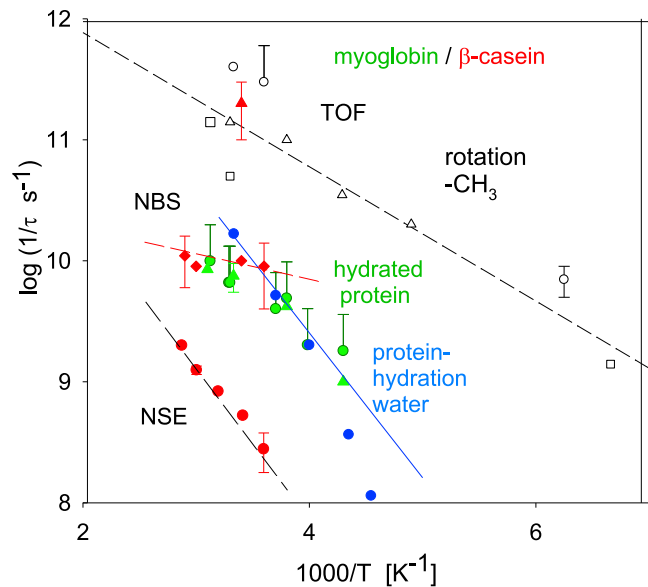 12
myoglobin / β-casein
TOF
11
rotation
-CH3
log (1/τ s-1)
NBS
10
hydrated
protein
protein-
hydration
water
9
NSE
8
2
4
6
1000/T [K-1]